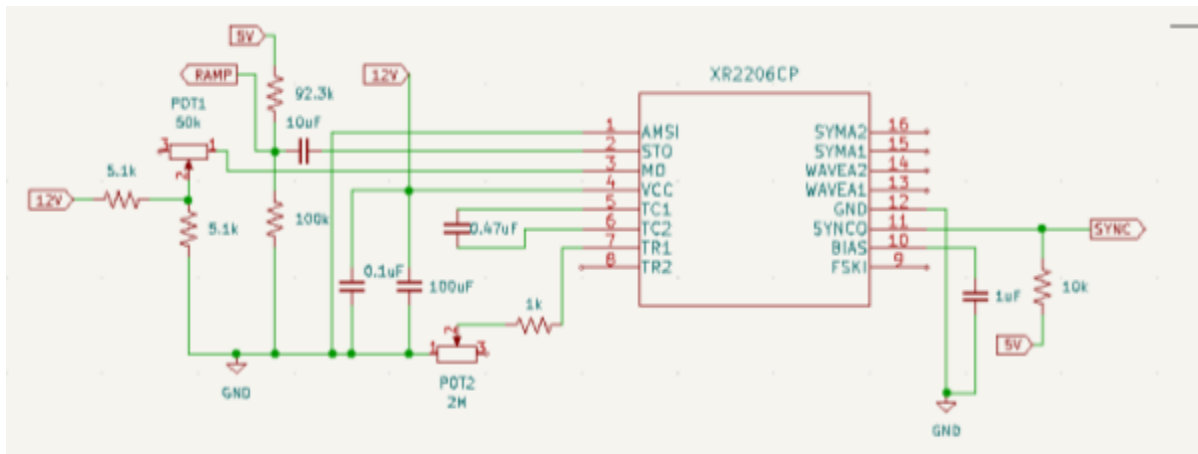 5V
RAMP
12V
XR2206CP
POT1
50k
92.3k
10uF
3
1
2
5.1k
12V
5.1k
100k
0.47uF
0.1uF
100uF
1k
2
1
3
POT2
2M
GND
1 AMSI
2 STO
3 MO
4 VCC
5 TC1
6 TC2
7 TR1
8 TR2
SYMA2 16
SYMA1 15
WAVEA2 14
WAVEA1 13
GND 12
SYNCO 11
BIAS 10
FSKI 9
SYNC
1uF
10k
5V
GND